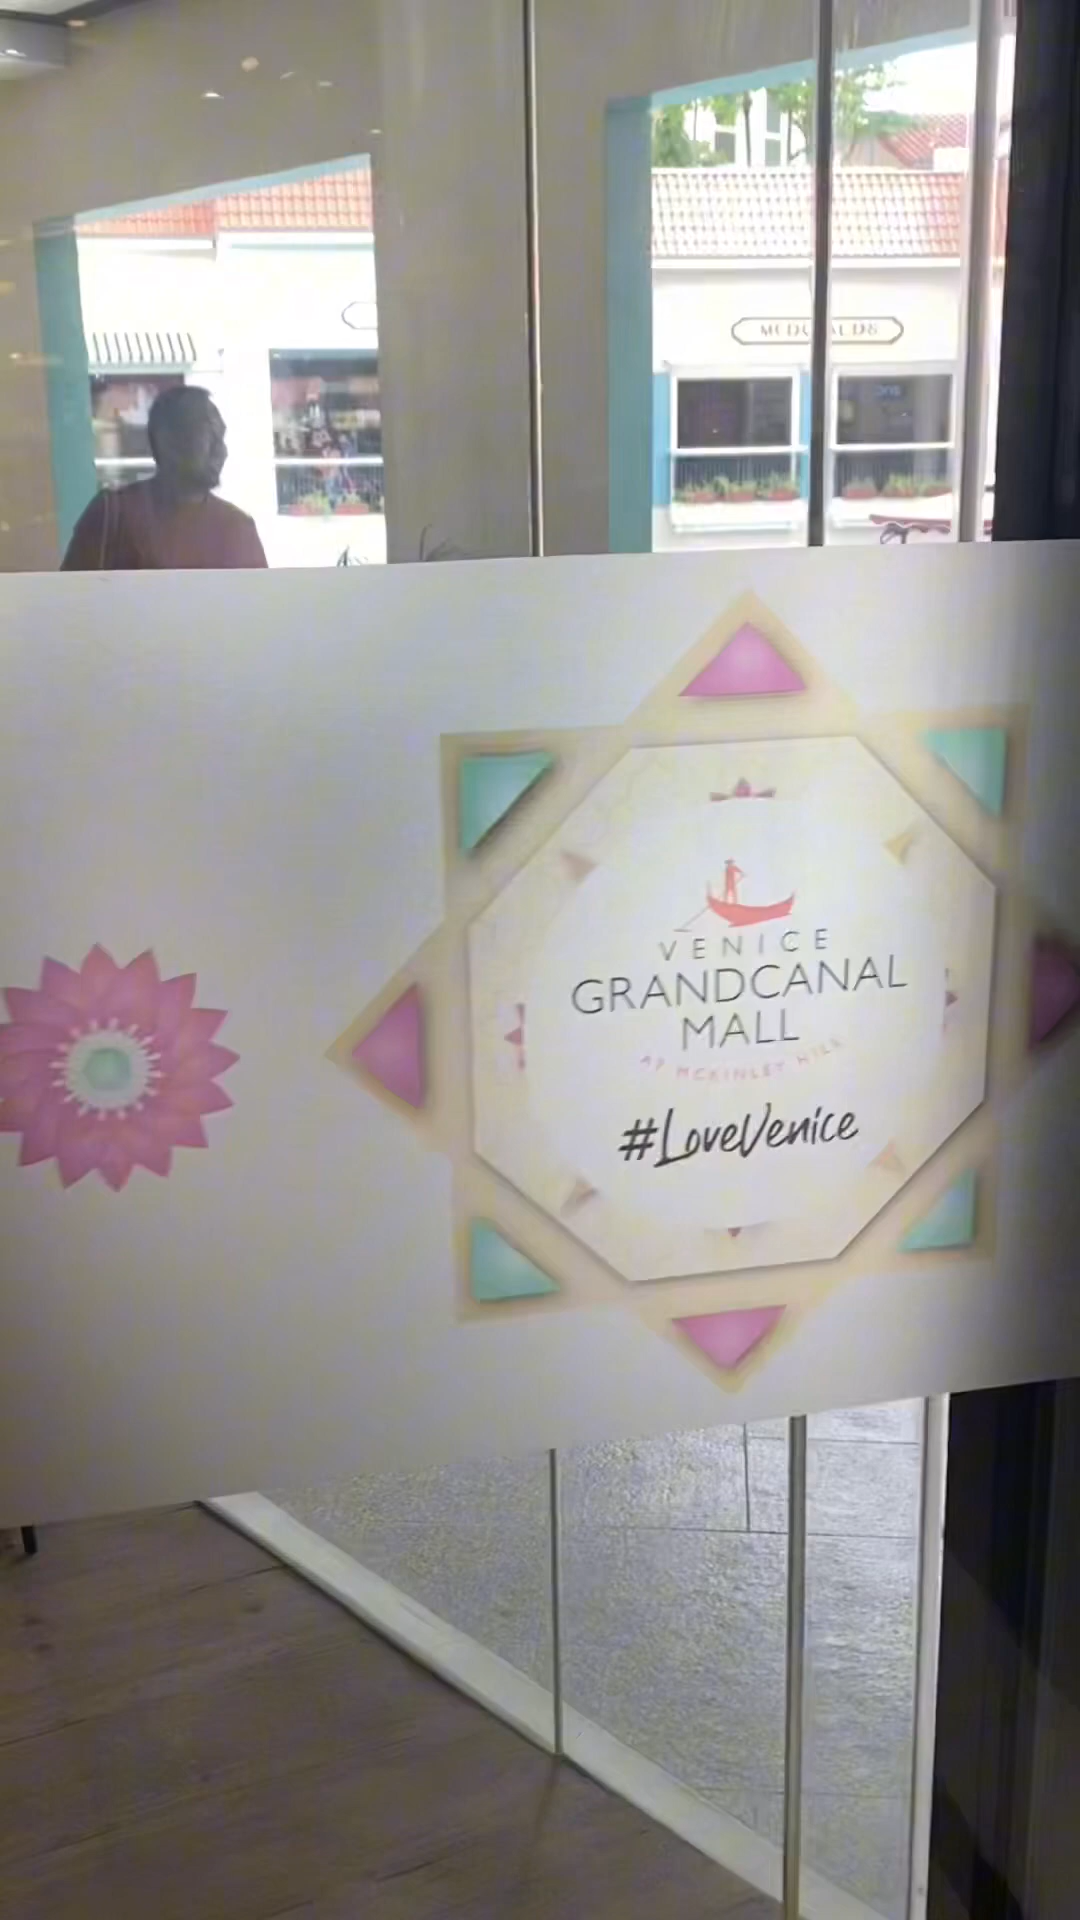 MCDONALD'S
VENICE
GRANDCANAL
MALL
AT MCKINLEY HILL
#LoveVenice